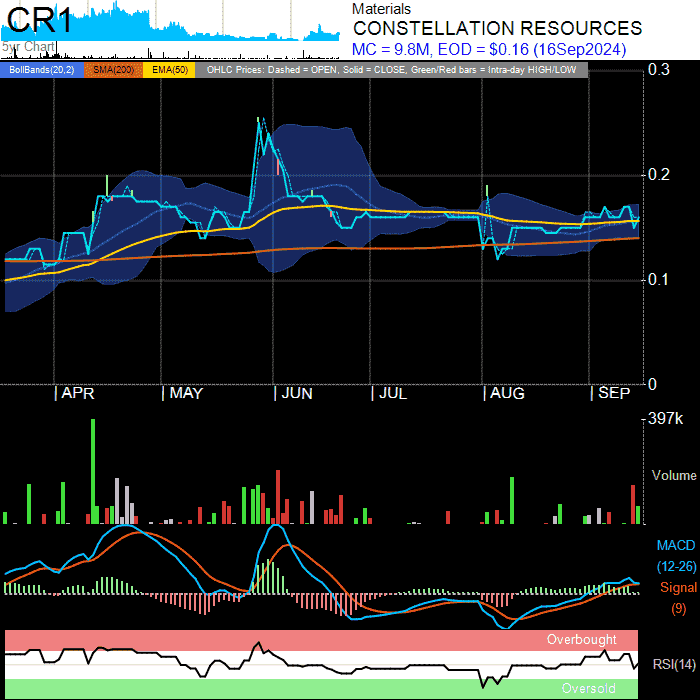 CR1
5yr Chart
Materials
CONSTELLATION RESOURCES
MC = 9.8M, EOD = $0.16 (16Sep2024)
BollBands(20,2) SMA(200) EMA(50) OHLC Prices: Dashed = OPEN, Solid = CLOSE, Green/Red bars = Intra-day HIGH/LOW
0.3
0.2
0.1
0
APR MAY JUN JUL AUG SEP
397k
Volume
MACD
(12-26)
Signal
(9)
Overbought
RSI(14)
Oversold